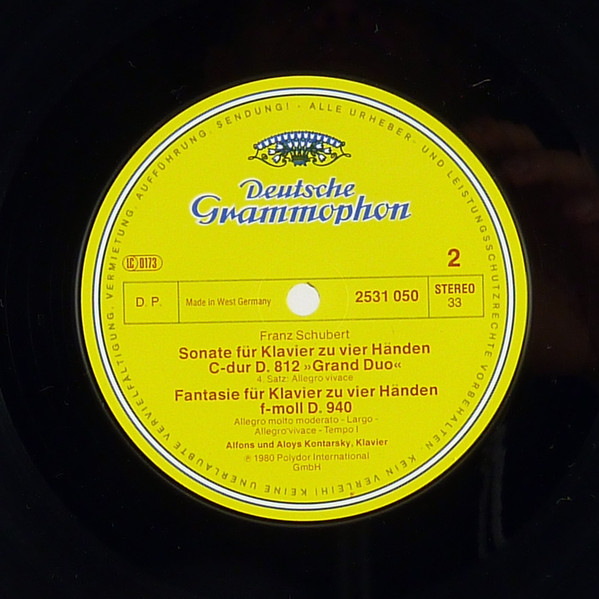 ALLE URHEBER- UND LEISTUNGSSCHUTZRECHTE VORBEHALTEN · KEIN VERLEIH! KEINE UNERLAUBTE VERVIELFÄLTIGUNG, VERMIETUNG, AUFFÜHRUNG, SENDUNG! -
Deutsche
Grammophon
LC 0173
2
D. P.
Made in West Germany
2531 050
STEREO
33
Franz Schubert
Sonate für Klavier zu vier Händen
C-dur D. 812 »Grand Duo«
4. Satz: Allegro vivace
Fantasie für Klavier zu vier Händen
f-moll D. 940
Allegro molto moderato - Largo -
Allegro vivace - Tempo I
Alfons und Aloys Kontarsky, Klavier
℗ 1980 Polydor International
GmbH